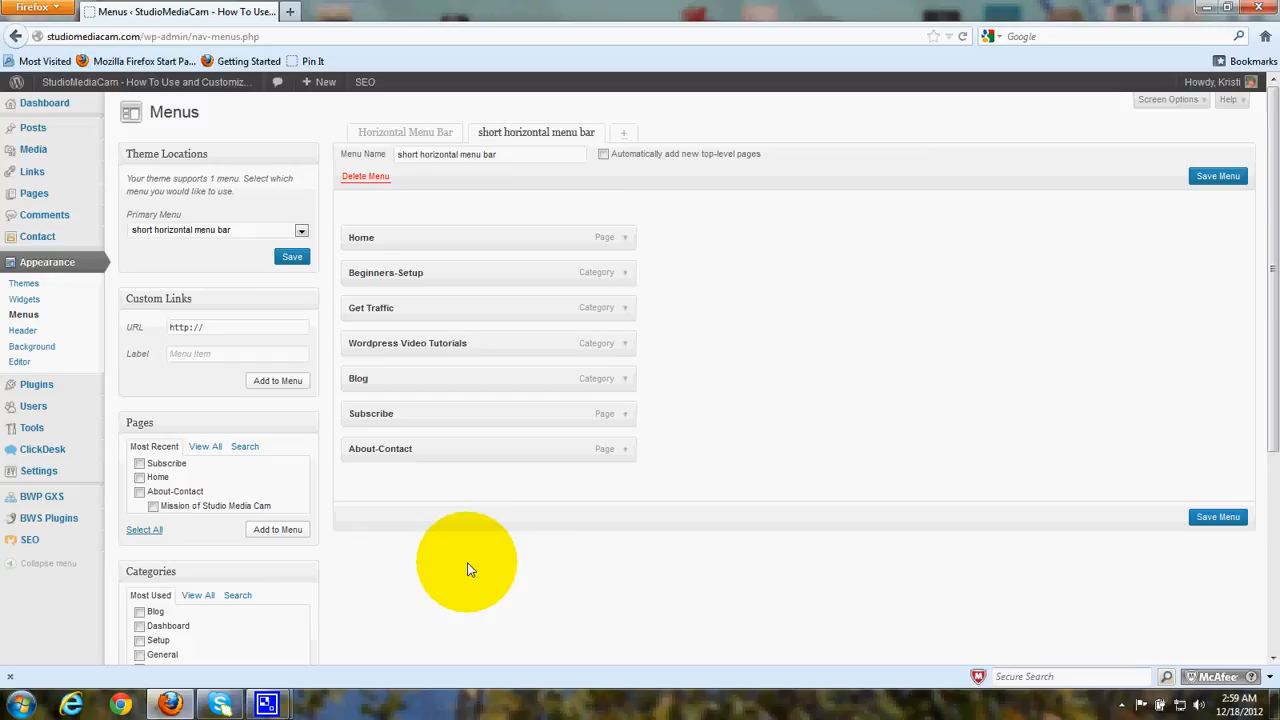 Firefox
Menus ‹ StudioMediaCam - How To Use...
studiomediacam.com/wp-admin/nav-menus.php
Google
Most Visited
Mozilla Firefox Start Pa...
Getting Started
Pin It
Bookmarks
StudioMediaCam - How To Use and Customiz...
New
SEO
Howdy, Kristi
Screen Options
Help
Dashboard
Posts
Media
Links
Pages
Comments
Contact
Appearance
Themes
Widgets
Menus
Header
Background
Editor
Plugins
Users
Tools
ClickDesk
Settings
BWP GXS
BWS Plugins
SEO
Collapse menu
Menus
Theme Locations
Your theme supports 1 menu. Select which
menu you would like to use.
Primary Menu
short horizontal menu bar
Save
Custom Links
URL http://
Label Menu Item
Add to Menu
Pages
Most Recent View All Search
Subscribe
Home
About-Contact
Mission of Studio Media Cam
Select All Add to Menu
Categories
Most Used View All Search
Blog
Dashboard
Setup
General
Horizontal Menu Bar short horizontal menu bar +
Menu Name short horizontal menu bar Automatically add new top-level pages
Delete Menu Save Menu
Home Page
Beginners-Setup Category
Get Traffic Category
Wordpress Video Tutorials Category
Blog Category
Subscribe Page
About-Contact Page
Save Menu
Secure Search
McAfee
2:59 AM
12/18/2012